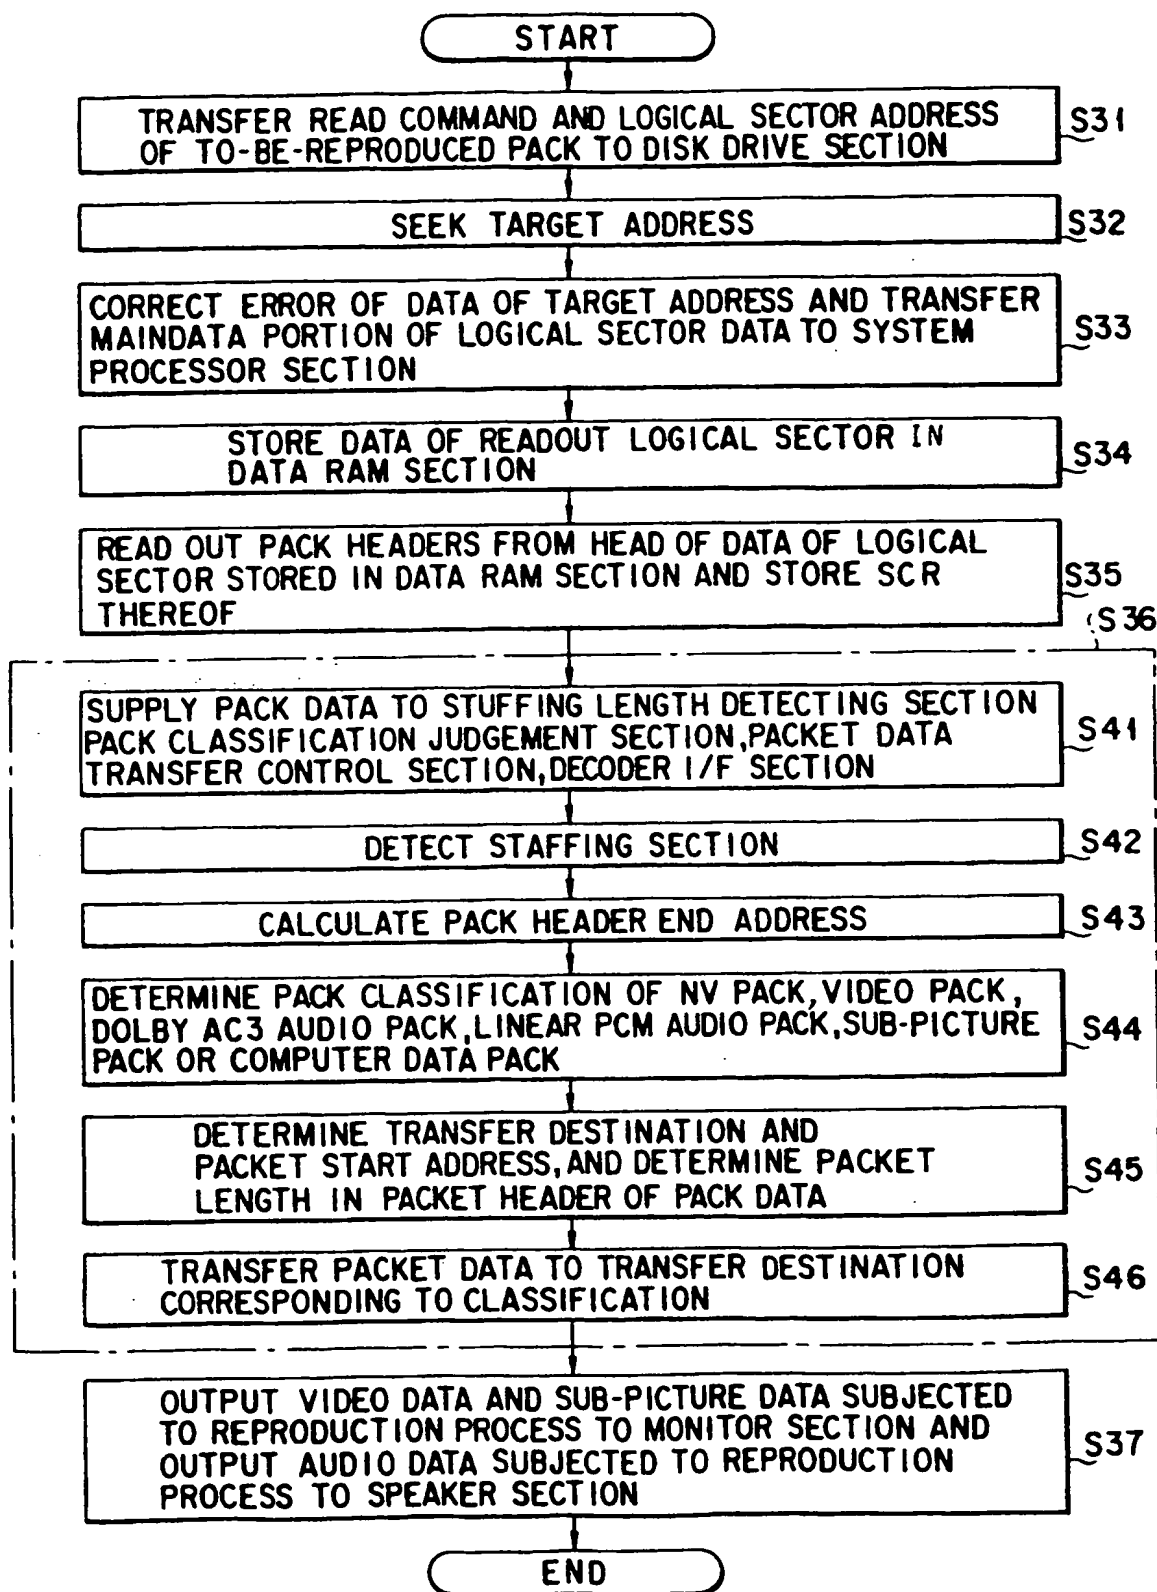 START
TRANSFER READ COMMAND AND LOGICAL SECTOR ADDRESS
OF TO-BE-REPRODUCED PACK TO DISK DRIVE SECTION
S31
SEEK TARGET ADDRESS
S32
CORRECT ERROR OF DATA OF TARGET ADDRESS AND TRANSFER
MAINDATA PORTION OF LOGICAL SECTOR DATA TO SYSTEM
PROCESSOR SECTION
S33
STORE DATA OF READOUT LOGICAL SECTOR IN
DATA RAM SECTION
S34
READ OUT PACK HEADERS FROM HEAD OF DATA OF LOGICAL
SECTOR STORED IN DATA RAM SECTION AND STORE SCR
THEREOF
S35
S36
SUPPLY PACK DATA TO STUFFING LENGTH DETECTING SECTION
PACK CLASSIFICATION JUDGEMENT SECTION,PACKET DATA
TRANSFER CONTROL SECTION,DECODER I/F SECTION
S41
DETECT STAFFING SECTION
S42
CALCULATE PACK HEADER END ADDRESS
S43
DETERMINE PACK CLASSIFICATION OF NV PACK,VIDEO PACK,
DOLBY AC3 AUDIO PACK,LINEAR PCM AUDIO PACK,SUB-PICTURE
PACK OR COMPUTER DATA PACK
S44
DETERMINE TRANSFER DESTINATION AND
PACKET START ADDRESS,AND DETERMINE PACKET
LENGTH IN PACKET HEADER OF PACK DATA
S45
TRANSFER PACKET DATA TO TRANSFER DESTINATION
CORRESPONDING TO CLASSIFICATION
S46
OUTPUT VIDEO DATA AND SUB-PICTURE DATA SUBJECTED
TO REPRODUCTION PROCESS TO MONITOR SECTION AND
OUTPUT AUDIO DATA SUBJECTED TO REPRODUCTION
PROCESS TO SPEAKER SECTION
S37
END